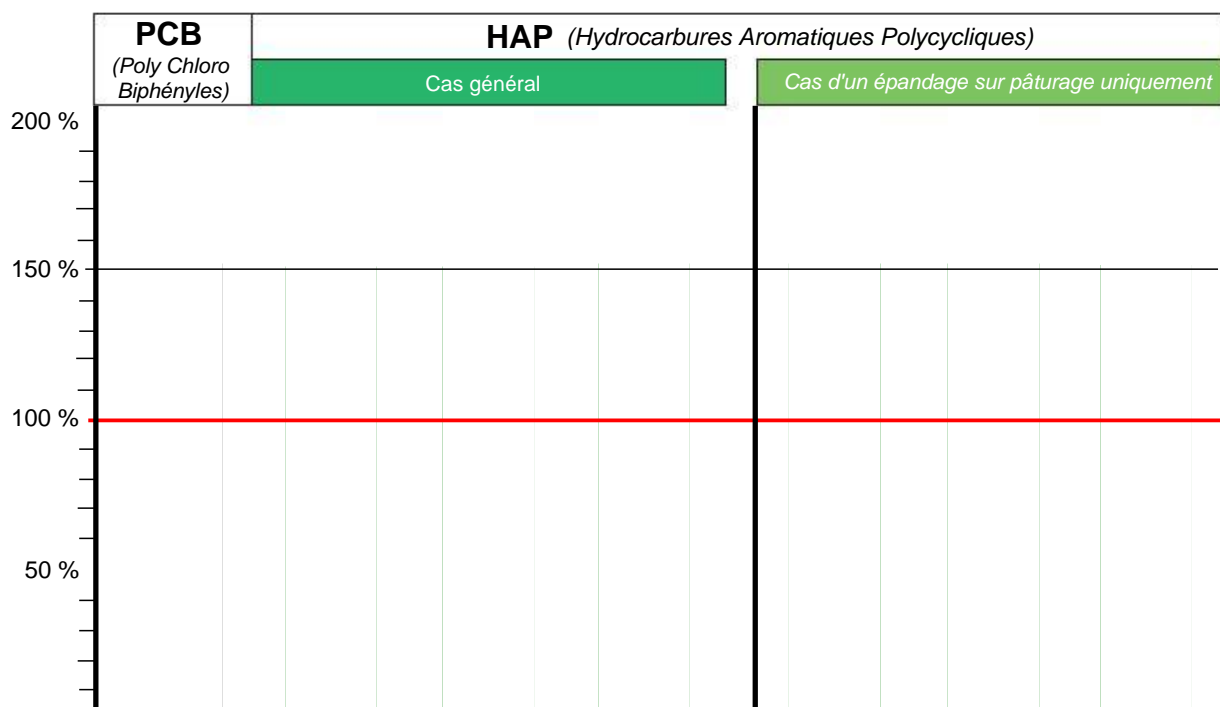 PCB
(Poly Chloro
Biphényles)
HAP (Hydrocarbures Aromatiques Polycycliques)
Cas général
Cas d'un épandage sur pâturage uniquement
200 %
150 %
100 %
50 %